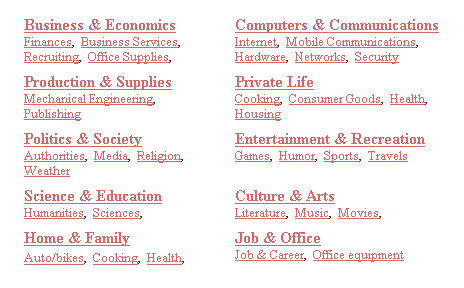 Business & Economics
Finances, Business Services,
Recruiting, Office Supplies,
Production & Supplies
Mechanical Engineering,
Publishing
Politics & Society
Authorities, Media, Religion,
Weather
Science & Education
Humanities, Sciences,
Home & Family
Auto/bikes, Cooking, Health,
Computers & Communications
Internet, Mobile Communications,
Hardware, Networks, Security
Private Life
Cooking, Consumer Goods, Health,
Housing
Entertainment & Recreation
Games, Humor, Sports, Travels
Culture & Arts
Literature, Music, Movies,
Job & Office
Job & Career, Office equipment